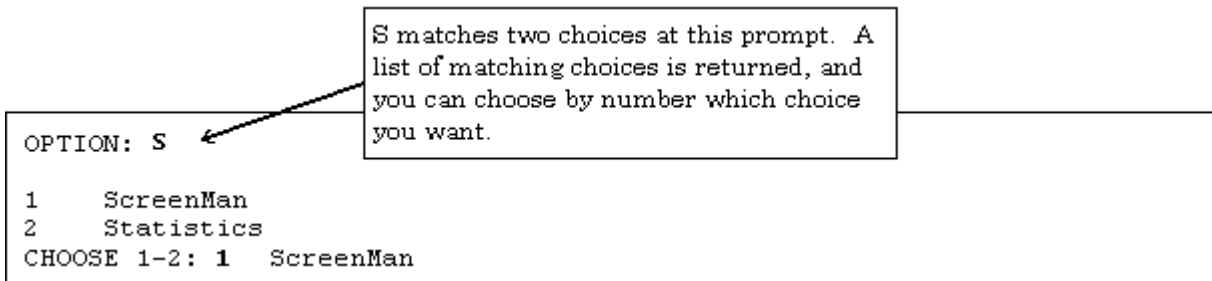 S matches two choices at this prompt. A
list of matching choices is returned, and
you can choose by number which choice
you want.
OPTION: S
1 ScreenMan
2 Statistics
CHOOSE 1-2: 1 ScreenMan